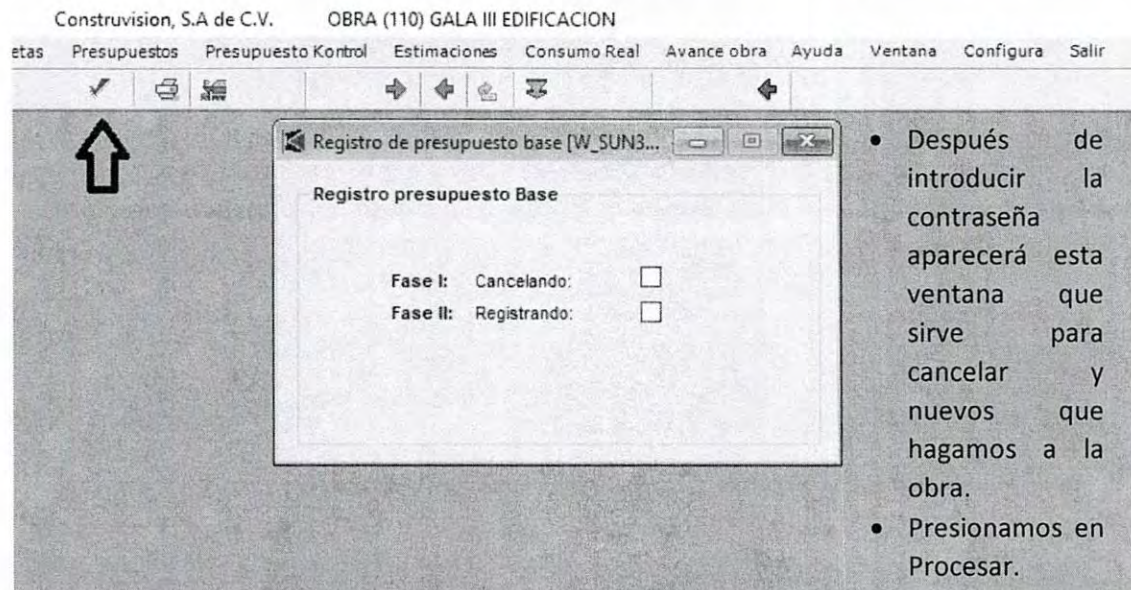 Construvision, S.A de C.V. OBRA (110) GALA III EDIFICACION
etas Presupuestos Presupuesto Kontrol Estimaciones Consumo Real Avance obra Ayuda Ventana Configura Salir
Registro de presupuesto base [W_SUN3...
Registro presupuesto Base
Fase I: Cancelando:
Fase II: Registrando:
• Después de
introducir la
contraseña
aparecerá esta
ventana que
sirve para
cancelar y
nuevos que
hagamos a la
obra.
• Presionamos en
Procesar.